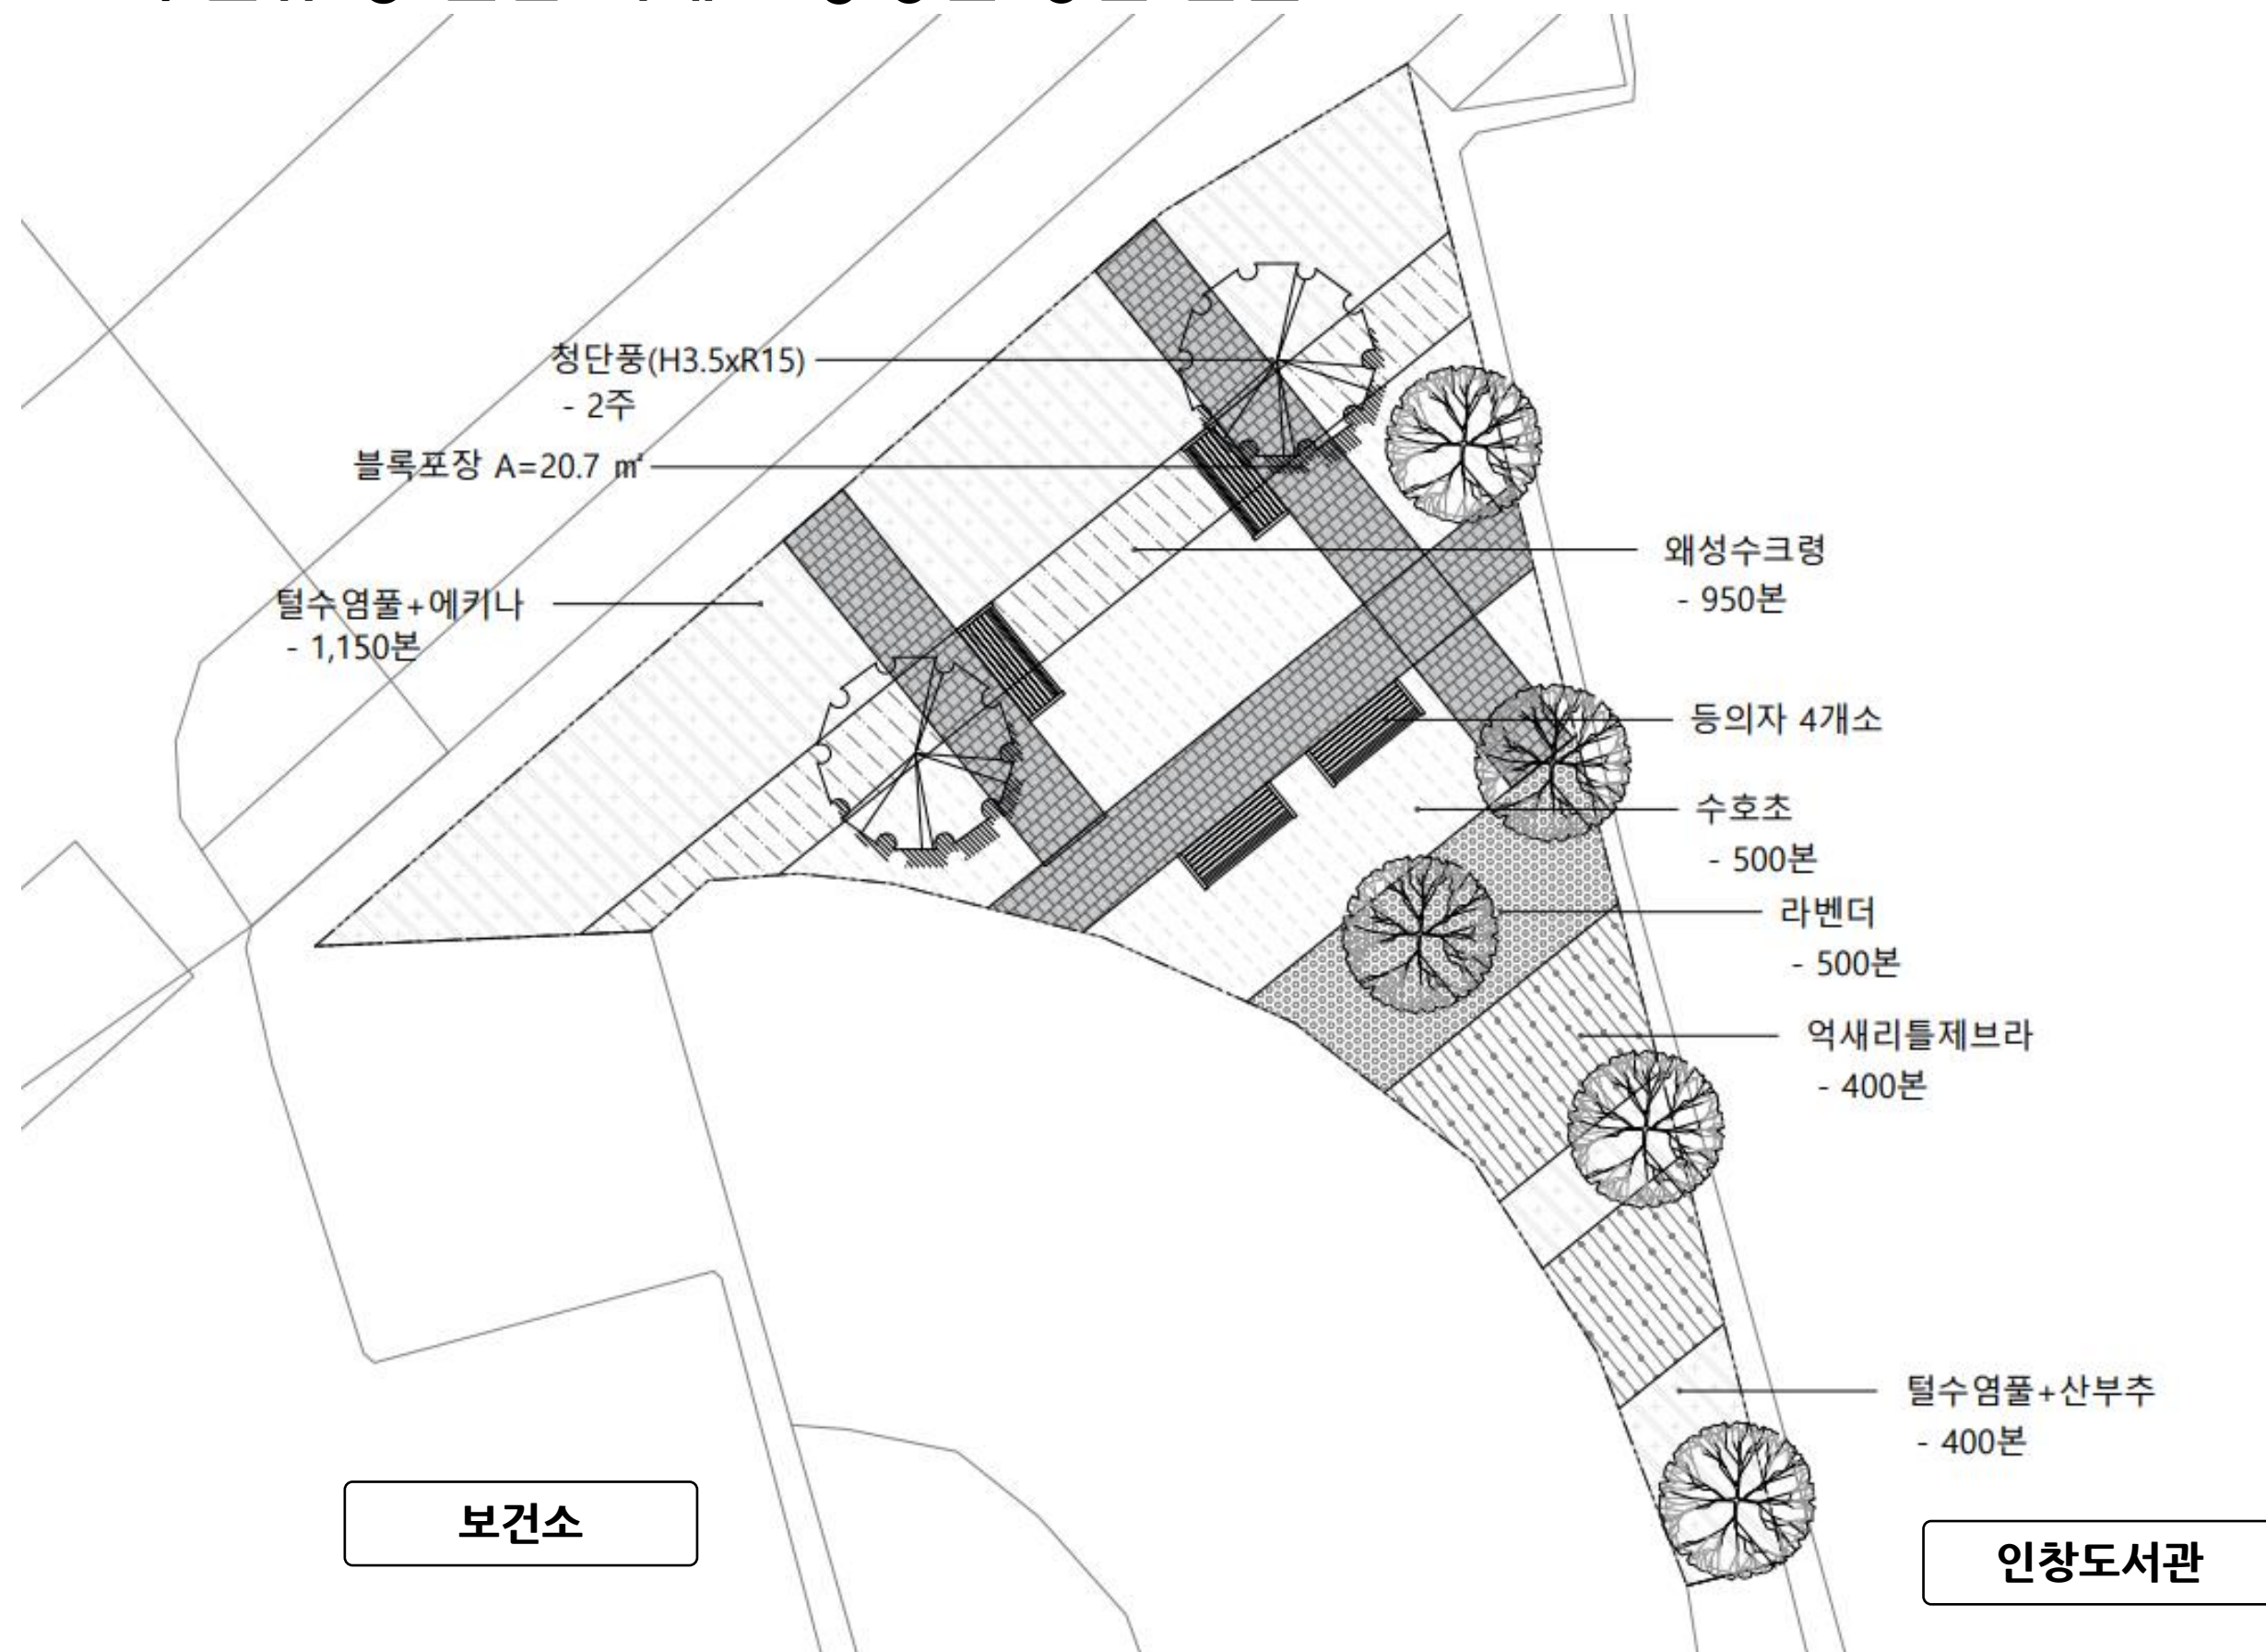 청단풍(H3.5xR15)
- 2주
블록포장 A=20.7 ㎡
털수염풀+에키나
- 1,150본
왜성수크령
- 950본
등의자 4개소
수호초
- 500본
라벤더
- 500본
억새리틀제브라
- 400본
털수염풀+산부추
- 400본
보건소
인창도서관